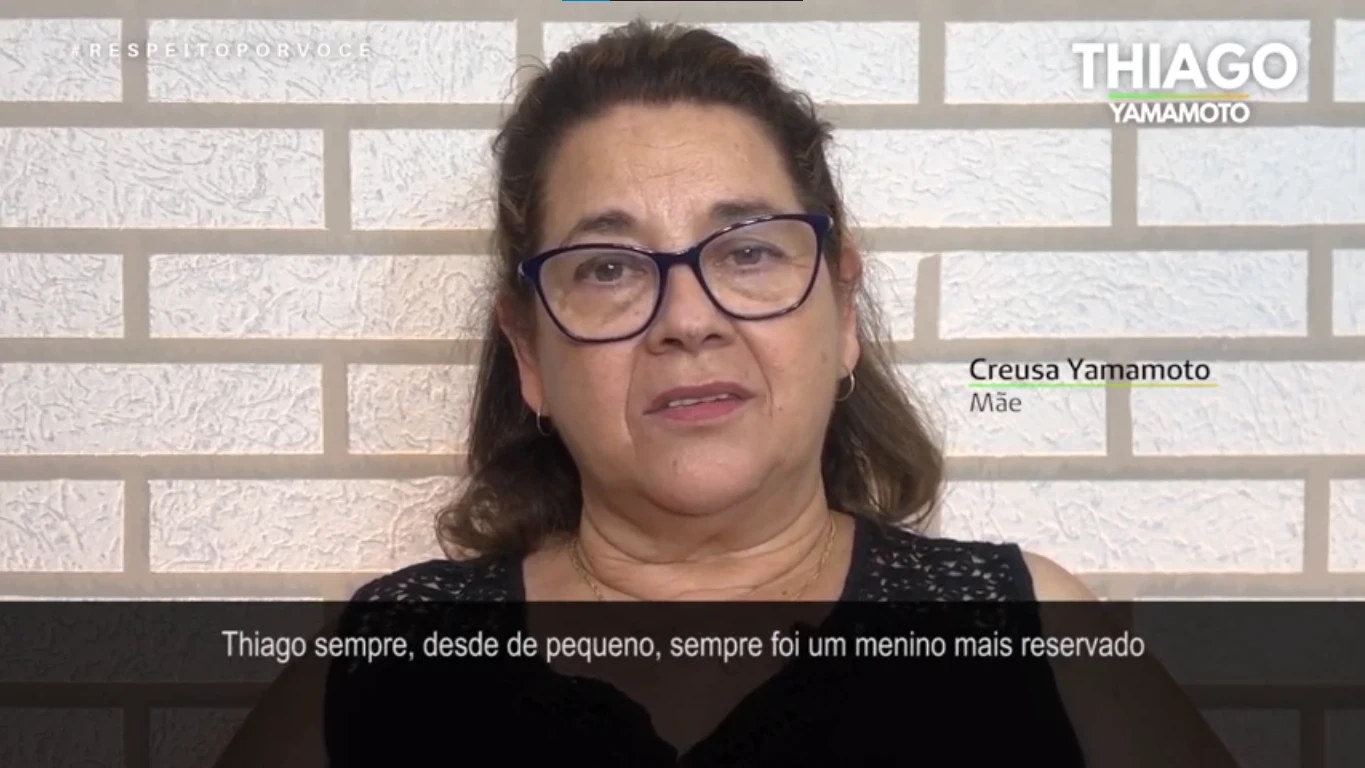 #RESPEITOPORVOCE
THIAGO
YAMAMOTO
Creusa Yamamoto
Mãe
Thiago sempre, desde de pequeno, sempre foi um menino mais reservado